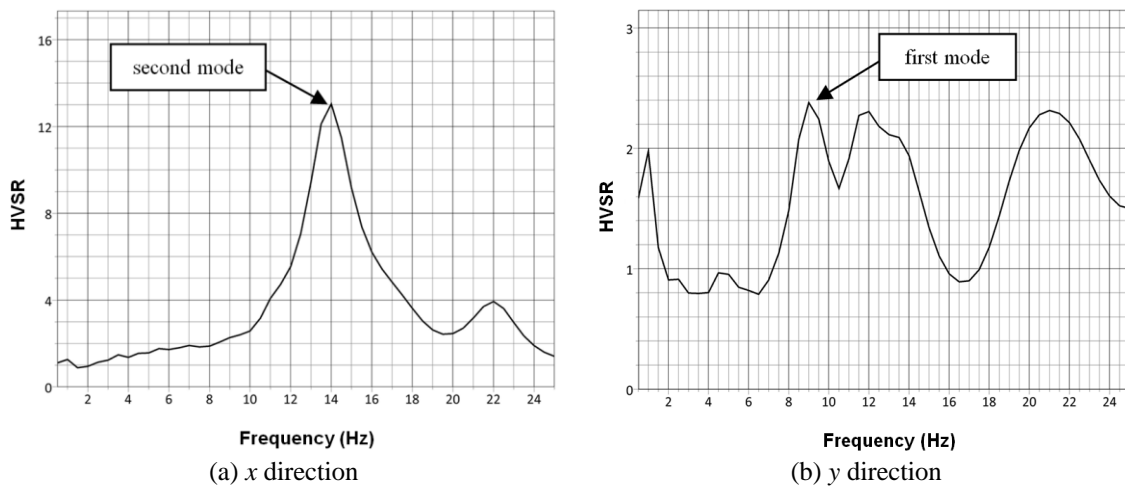 16
12
8
4
0
HVSR
second mode
2 4 6 8 10 12 14 16 18 20 22 24
Frequency (Hz)
(a) x direction
3
2
1
0
HVSR
first mode
2 4 6 8 10 12 14 16 18 20 22 24
Frequency (Hz)
(b) y direction